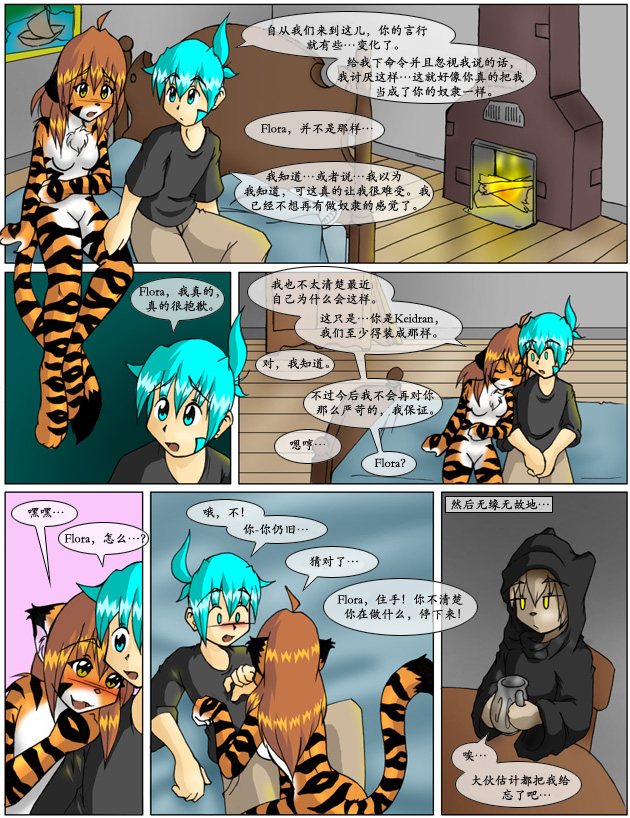 自从我们来到这儿，你的言行
就有些…变化了。
给我下命令并且忽视我说的话，
我讨厌这样…这就好像你真的把我
当成了你的奴隶一样。
Flora，并不是那样…
我知道…或者说…我以为
我知道，可这真的让我很难受。我
已经不想再有做奴隶的感觉了。
Flora，我真的，
真的很抱歉。
我也不太清楚最近
自己为什么会这样。
这只是…你是Keidran，
我们至少得装成那样。
对，我知道。
不过今后我不会再对你
那么严苛的，我保证。
嗯哼…
Flora？
嘿嘿…
Flora，怎么…？
哦，不！
你-你仍旧…
猜对了…
Flora，住手！你不清楚
你在做什么，停下来！
然后无缘无故地…
唉…
大伙估计都把我给
忘了吧…